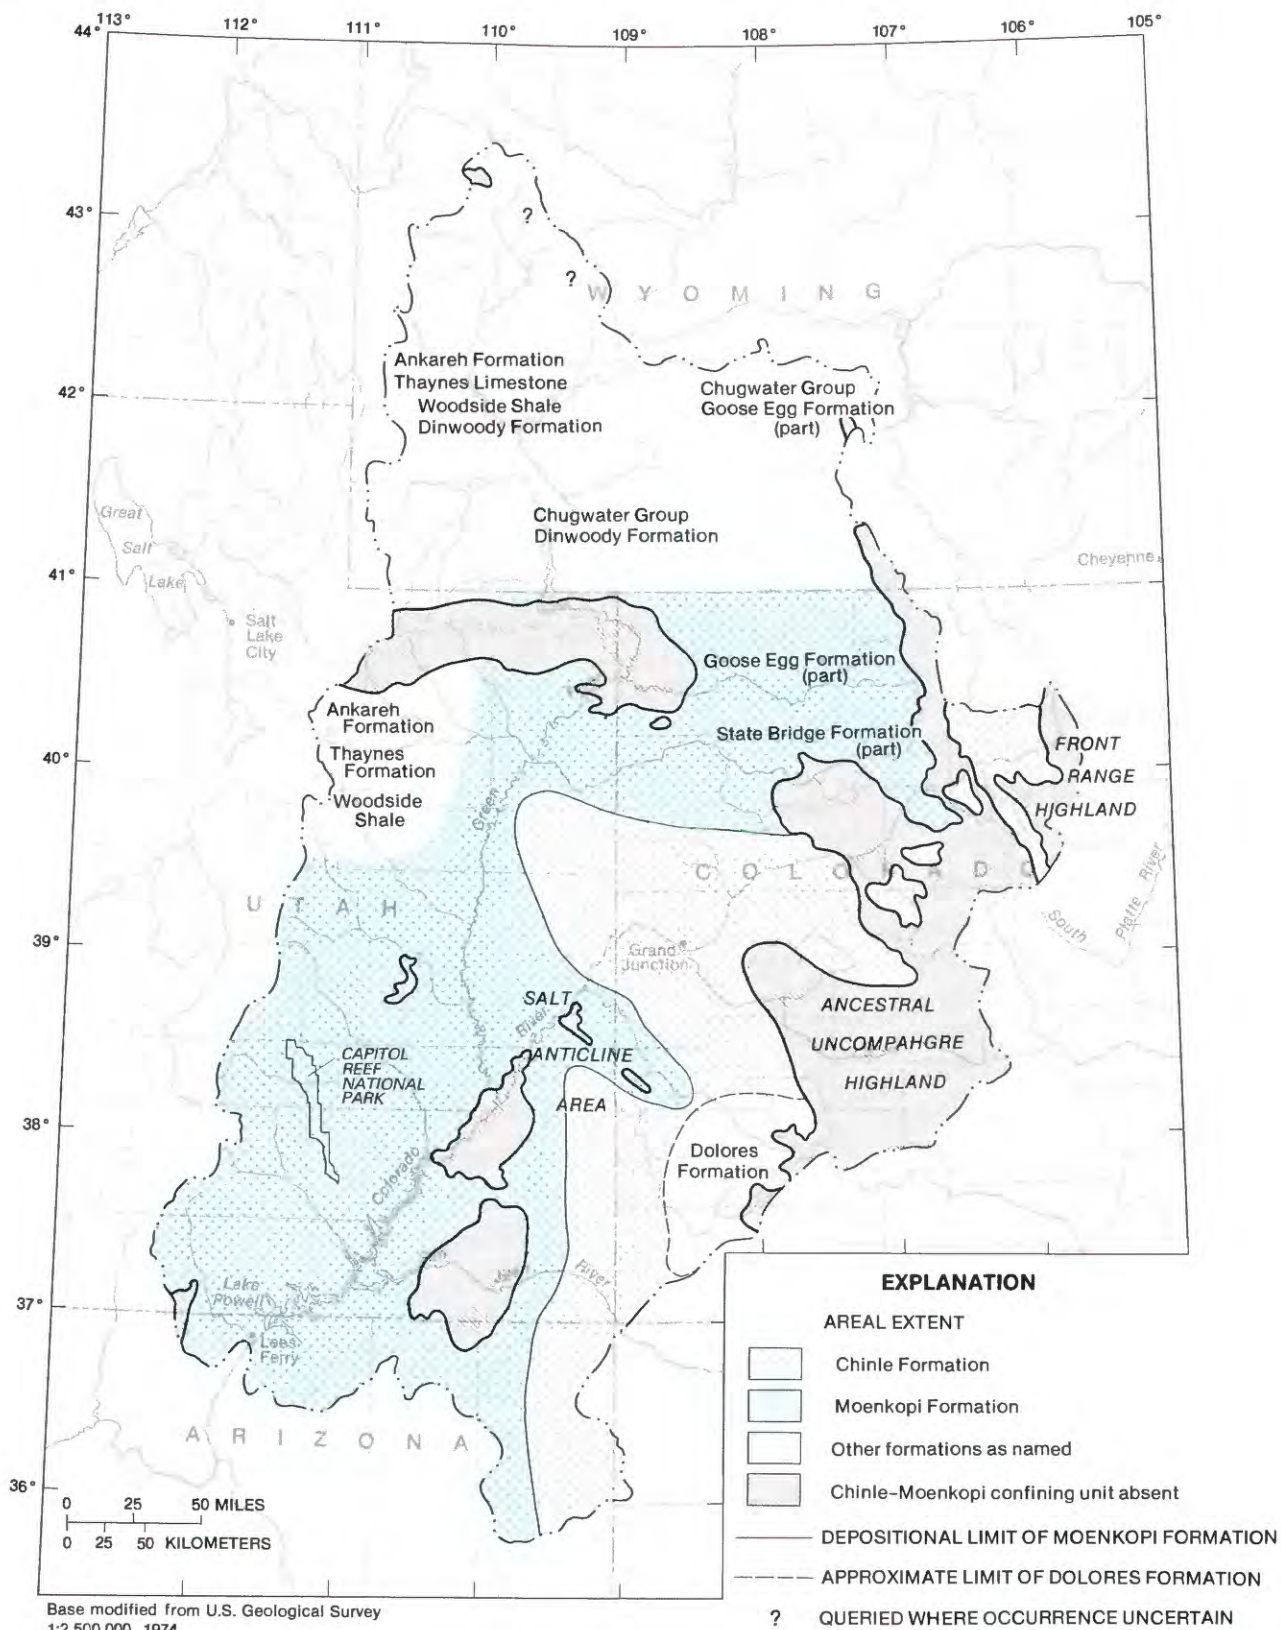 113°
112°
111°
110°
109°
108°
107°
106°
105°
44°
43°
42°
41°
40°
39°
38°
37°
36°
?
?
W Y O M I N G
Ankareh Formation
Thaynes Limestone
Woodside Shale
Dinwoody Formation
Chugwater Group
Goose Egg Formation
(part)
Chugwater Group
Dinwoody Formation
Great
Salt
Lake
Cheyenne
Salt
Lake
City
Goose Egg Formation
(part)
State Bridge Formation
(part)
Ankareh
Formation
Thaynes
Formation
Woodside
Shale
FRONT
RANGE
HIGHLAND
Green
C O L O R A D O
U T A H
South
Platte River
Grand
Junction
SALT
River
ANTICLINE
AREA
ANCESTRAL
UNCOMPAHGRE
HIGHLAND
CAPITOL
REEF
NATIONAL
PARK
Dolores
Formation
Colorado
River
Lake
Powell
Lees
Ferry
A R I Z O N A
EXPLANATION
AREAL EXTENT
Chinle Formation
Moenkopi Formation
Other formations as named
Chinle-Moenkopi confining unit absent
DEPOSITIONAL LIMIT OF MOENKOPI FORMATION
APPROXIMATE LIMIT OF DOLORES FORMATION
? QUERIED WHERE OCCURRENCE UNCERTAIN
0 25 50 MILES
0 25 50 KILOMETERS
Base modified from U.S. Geological Survey
1:2,500,000, 1974